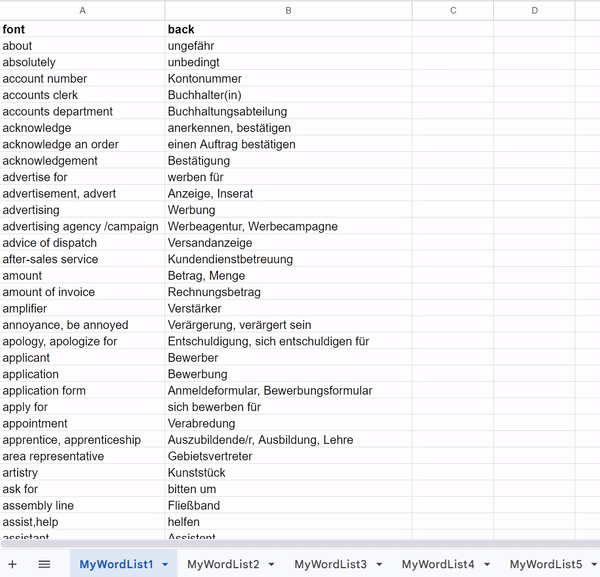 A B C D
font back
about ungefähr
absolutely unbedingt
account number Kontonummer
accounts clerk Buchhalter(in)
accounts department Buchhaltungsabteilung
acknowledge anerkennen, bestätigen
acknowledge an order einen Auftrag bestätigen
acknowledgement Bestätigung
advertise for werben für
advertisement, advert Anzeige, Inserat
advertising Werbung
advertising agency /campaign Werbeagentur, Werbecampagne
advice of dispatch Versandanzeige
after-sales service Kundendienstbetreuung
amount Betrag, Menge
amount of invoice Rechnungsbetrag
amplifier Verstärker
annoyance, be annoyed Verärgerung, verärgert sein
apology, apologize for Entschuldigung, sich entschuldigen für
applicant Bewerber
application Bewerbung
application form Anmeldeformular, Bewerbungsformular
apply for sich bewerben für
appointment Verabredung
apprentice, apprenticeship Auszubildende/r, Ausbildung, Lehre
area representative Gebietsvertreter
artistry Kunststück
ask for bitten um
assembly line Fließband
assist,help helfen
assistant Assistent
+ MyWordList1 MyWordList2 MyWordList3 MyWordList4 MyWordList5